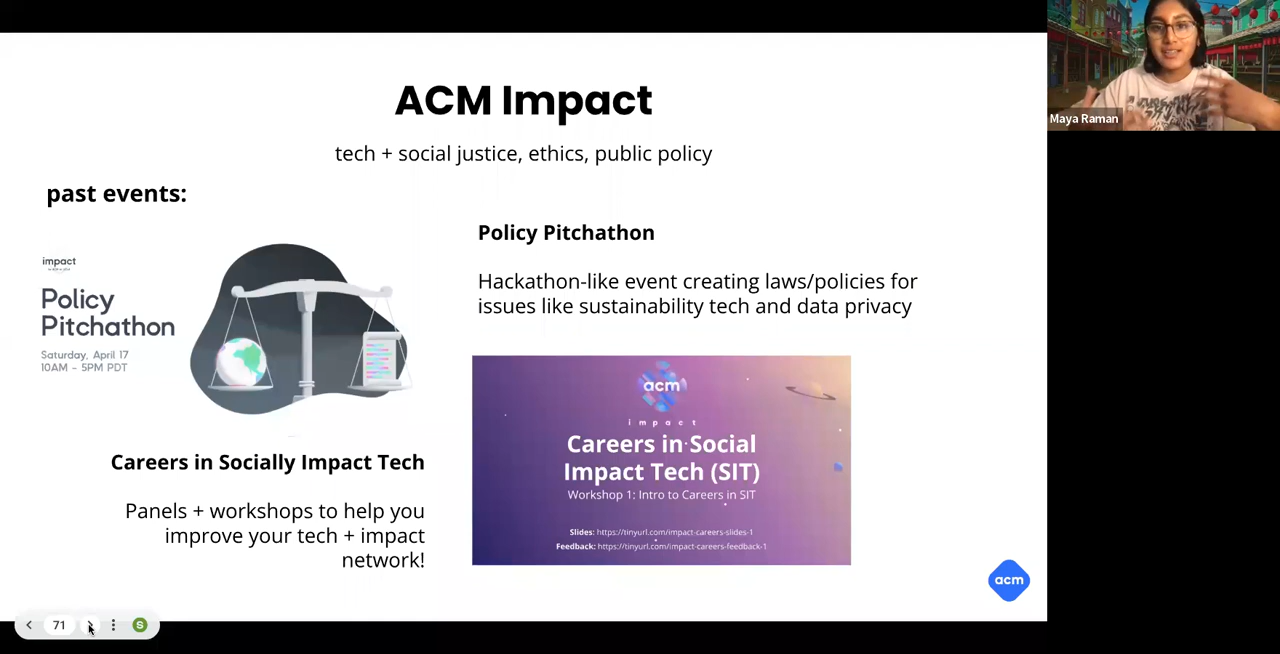 ACM Impact
tech + social justice, ethics, public policy
past events:
impact
Policy
Pitchathon
Saturday, April 17
10AM - 5PM PDT
Policy Pitchathon
Hackathon-like event creating laws/policies for
issues like sustainability tech and data privacy
Careers in Socially Impact Tech
Panels + workshops to help you
improve your tech + impact
network!
acm
impact
Careers in Social
Impact Tech (SIT)
Workshop 1: Intro to Careers in SIT
Slides: https://tinyurl.com/impact-careers-slides-1
Feedback: https://tinyurl.com/impact-careers-feedback-1
acm
71
S
Maya Raman